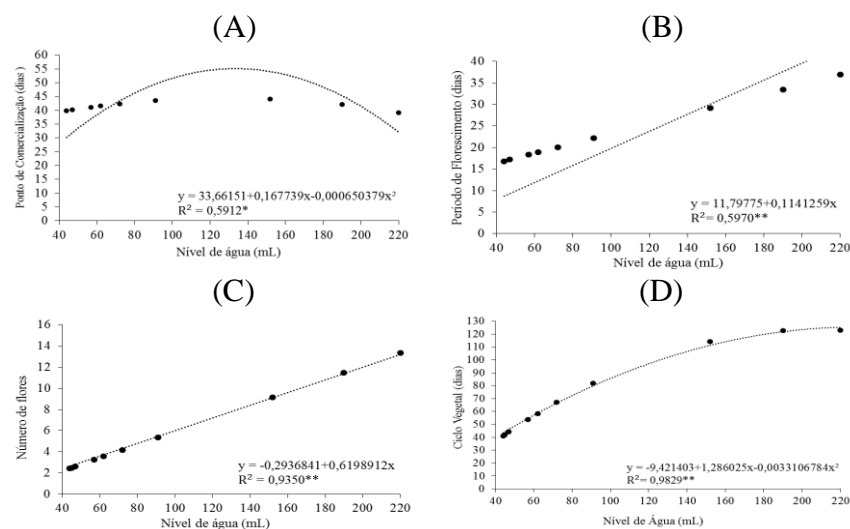 (A)
Ponto de Comercialização (dias)
60
55
50
45
40
35
30
25
20
15
10
5
0
y = 33,66151+0,167739x-0,000650379x²
R² = 0,5912*
40 60 80 100 120 140 160 180 200 220
Nível de água (mL)
(B)
Período de Florescimento (dias)
40
35
30
25
20
15
10
5
0
y = 11,79775+0,1141259x
R² = 0,5970**
40 60 80 100 120 140 160 180 200 220
Nível de água (mL)
(C)
Número de flores
16
14
12
10
8
6
4
2
0
y = -0,2936841+0,6198912x
R² = 0,9350**
40 60 80 100 120 140 160 180 200 220
Nível de água (mL)
(D)
Ciclo Vegetal (dias)
130
120
110
100
90
80
70
60
50
40
30
20
10
0
y = -9,421403+1,286025x-0,0033106784x²
R²= 0,9829**
40 60 80 100 120 140 160 180 200 220
Nível de Água (mL)